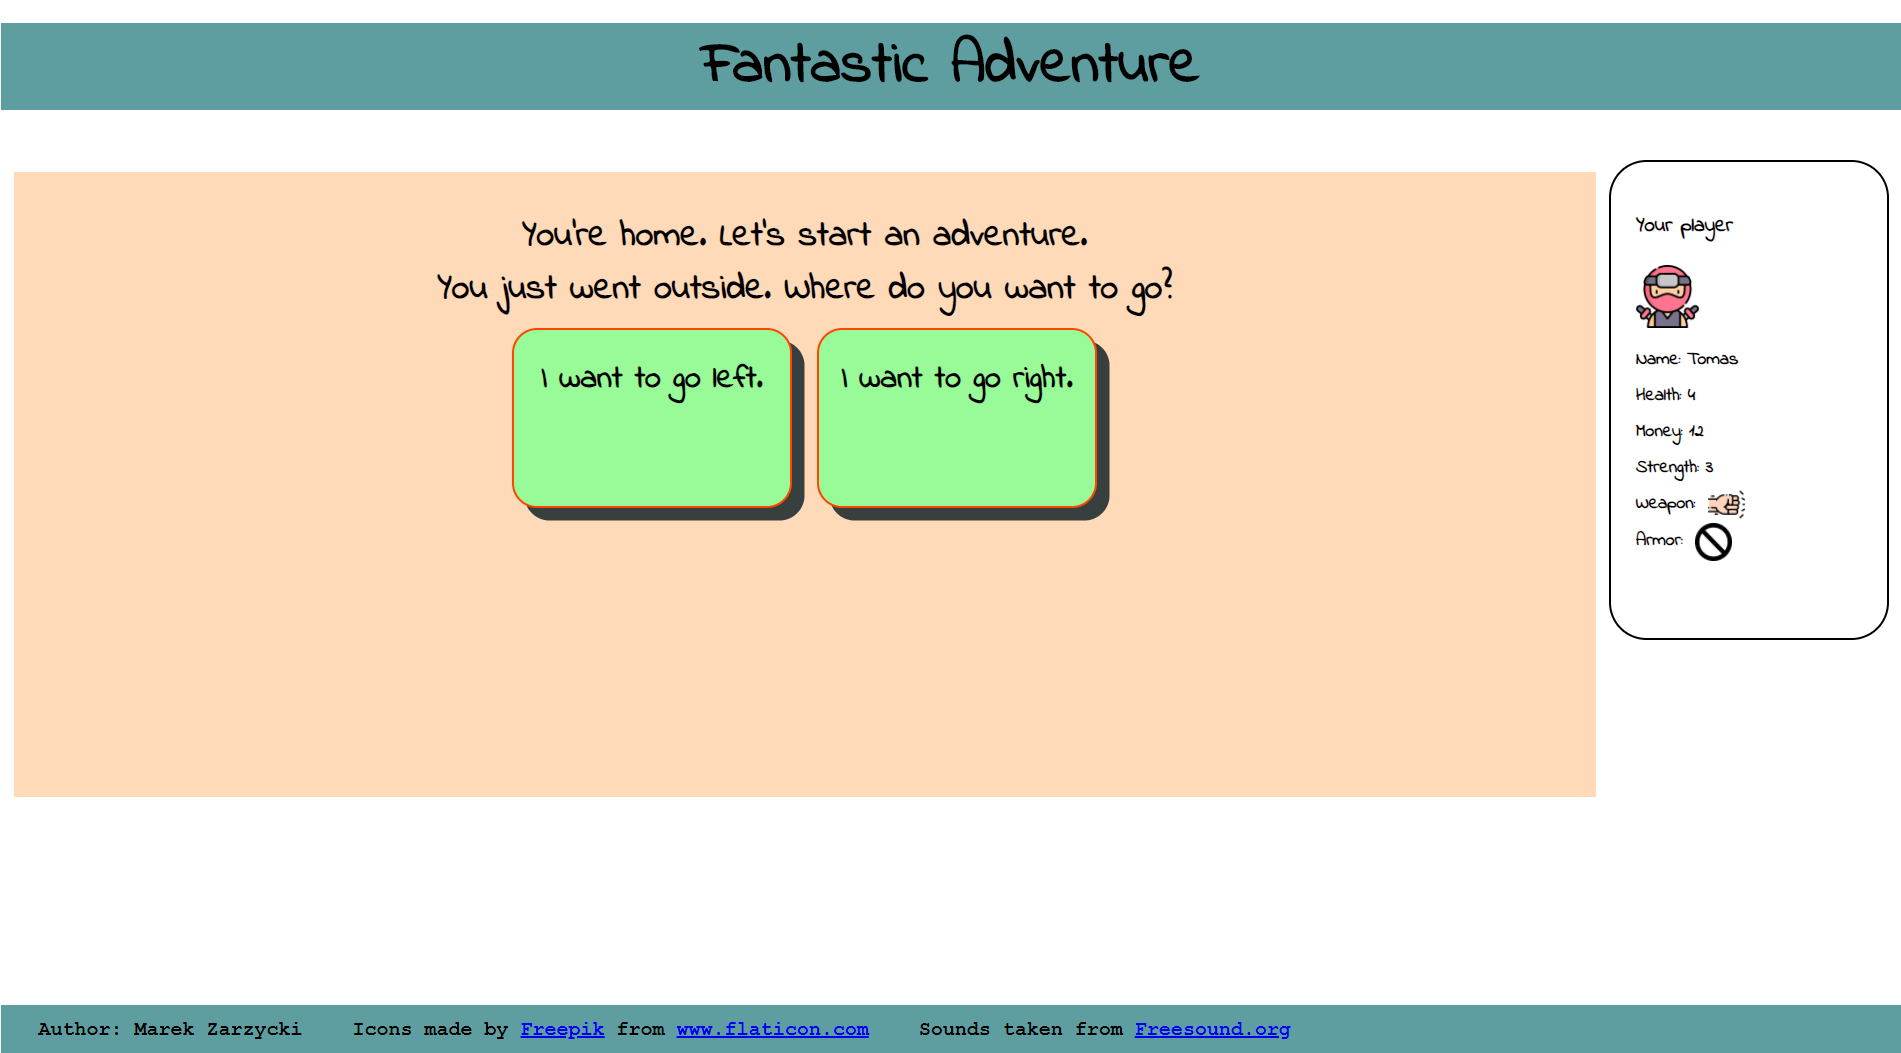 Fantastic Adventure
You're home. Let's start an adventure.
You just went outside. Where do you want to go?
I want to go left.
I want to go right.
Your player
Name: Tomas
Health: 4
Money: 12
Strength: 3
Weapon:
Armor:
Author: Marek Zarzycki Icons made by Freepik from www.flaticon.com Sounds taken from Freesound.org